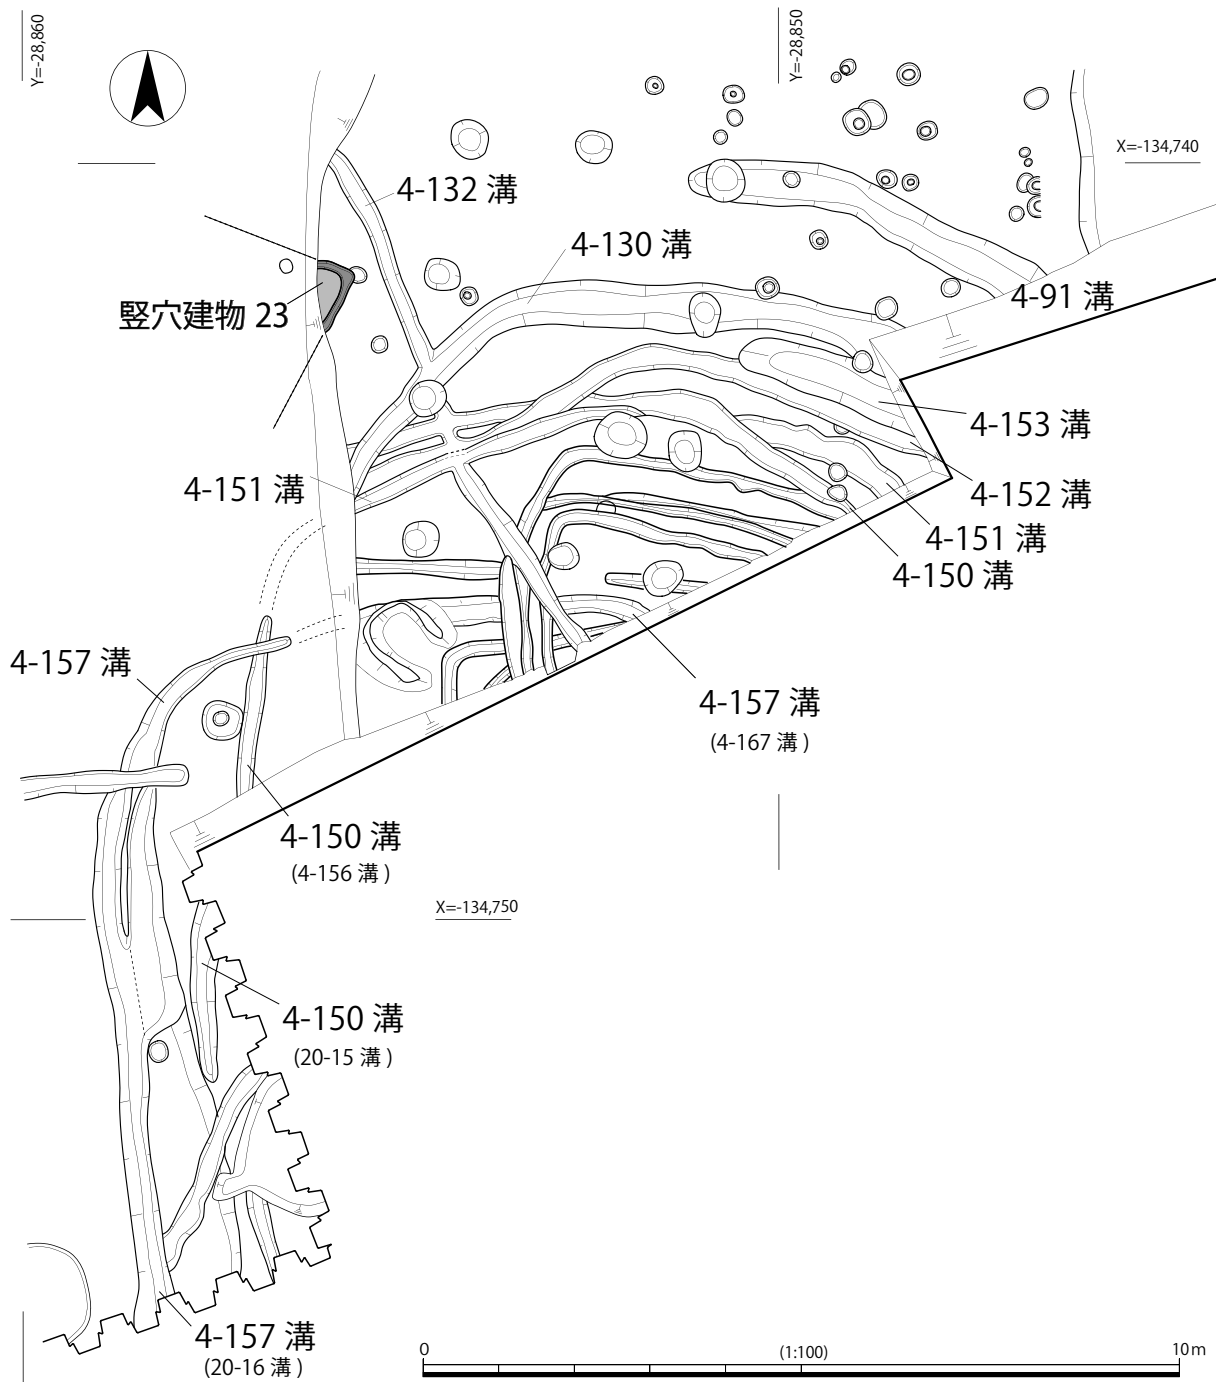 Y=-28,860
Y=-28,850
X=-134,740
4-132 溝
4-130 溝
竪穴建物 23
4-91 溝
4-153 溝
4-151 溝
4-152 溝
4-151 溝
4-150 溝
4-157 溝
4-157 溝
(4-167 溝 )
4-150 溝
(4-156 溝 )
X=-134,750
4-150 溝
(20-15 溝 )
4-157 溝
(20-16 溝 )
0 (1:100) 10m